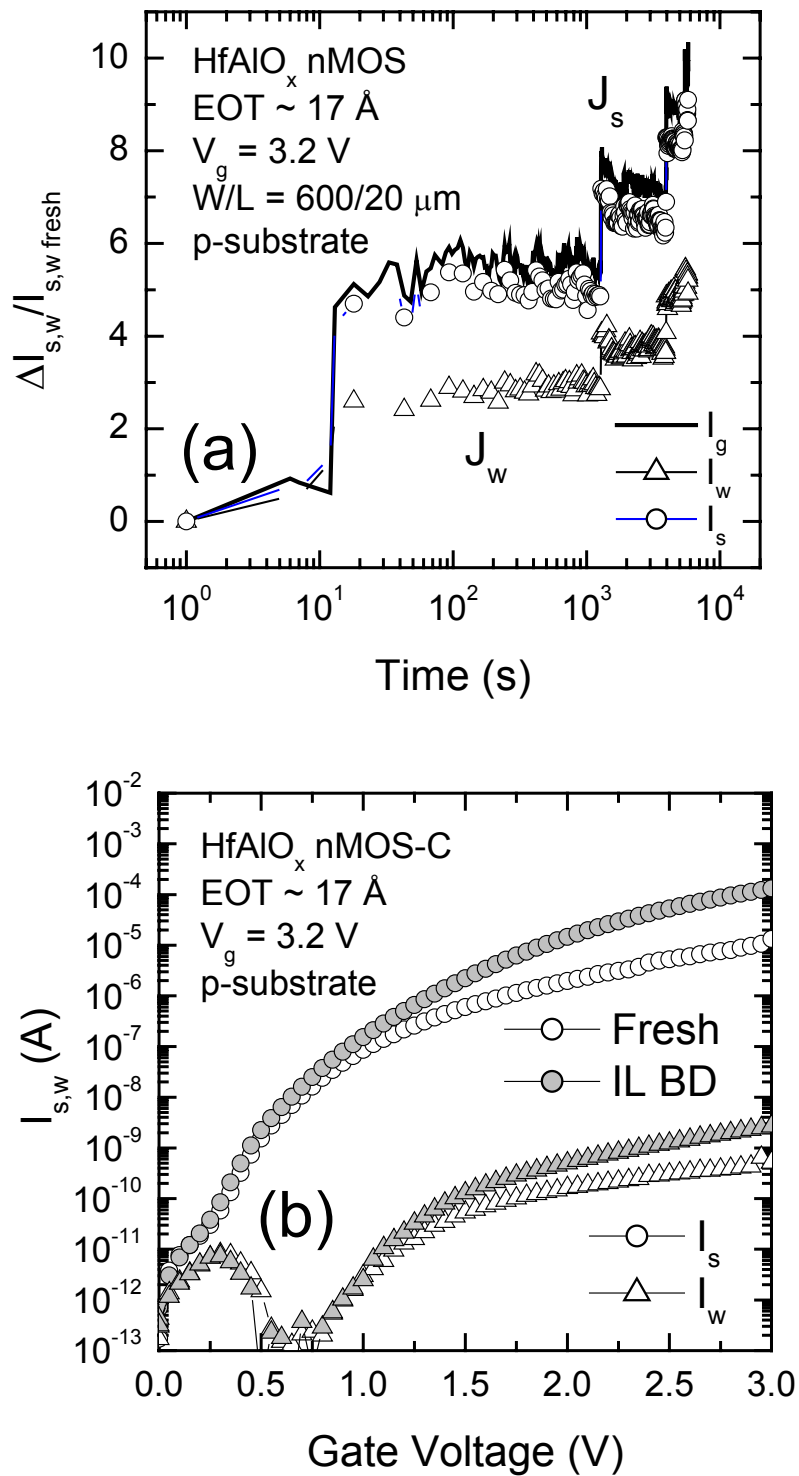 HfAlOx nMOS
EOT ~ 17 Å
Vg = 3.2 V
W/L = 600/20 μm
p-substrate
Js
Jw
(a)
Ig
Iw
Is
10
8
6
4
2
0
ΔIs,w/Is,w fresh
10^0 10^1 10^2 10^3 10^4
Time (s)
HfAlOx nMOS-C
EOT ~ 17 Å
Vg = 3.2 V
p-substrate
Fresh
IL BD
(b)
Is
Iw
10^-2
10^-3
10^-4
10^-5
10^-6
10^-7
10^-8
10^-9
10^-10
10^-11
10^-12
10^-13
Is,w (A)
0.0 0.5 1.0 1.5 2.0 2.5 3.0
Gate Voltage (V)